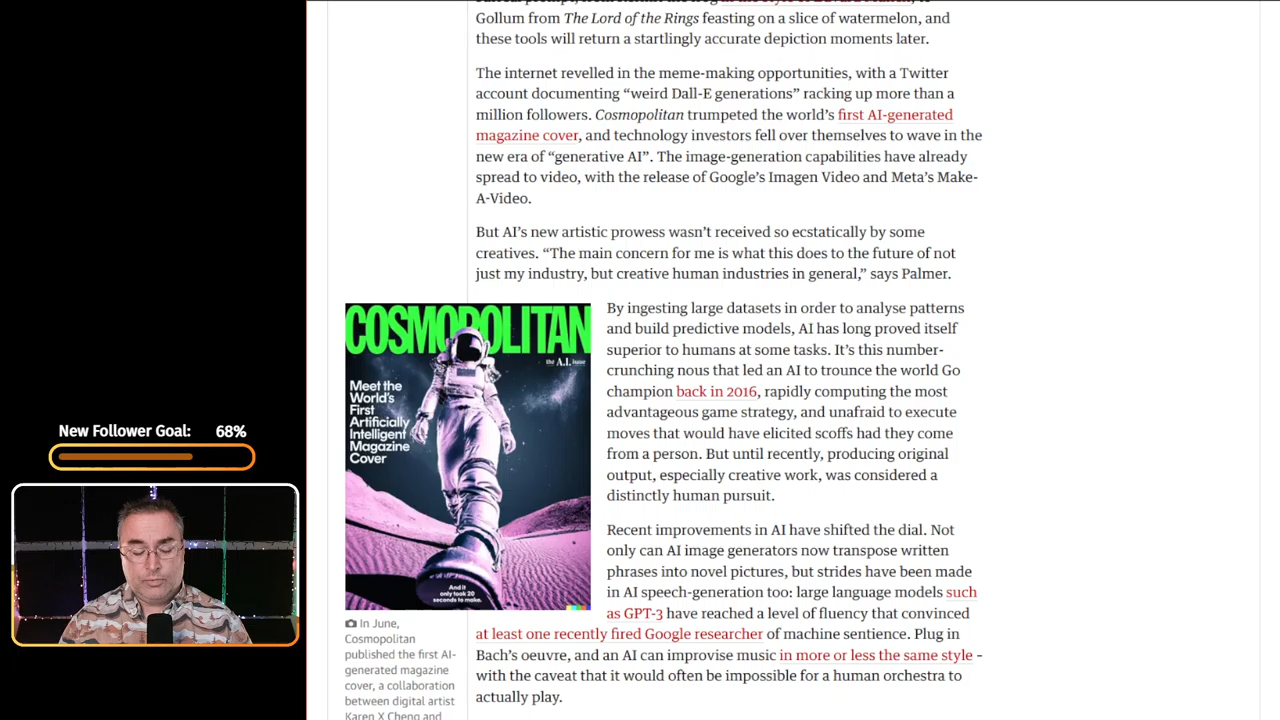 Gollum from The Lord of the Rings feasting on a slice of watermelon, and
these tools will return a startlingly accurate depiction moments later.
The internet revelled in the meme-making opportunities, with a Twitter
account documenting “weird Dall-E generations” racking up more than a
million followers. Cosmopolitan trumpeted the world’s first AI-generated
magazine cover, and technology investors fell over themselves to wave in the
new era of “generative AI”. The image-generation capabilities have already
spread to video, with the release of Google’s Imagen Video and Meta’s Make-
A-Video.
But AI’s new artistic prowess wasn’t received so ecstatically by some
creatives. “The main concern for me is what this does to the future of not
just my industry, but creative human industries in general,” says Palmer.
COSMOPOLITAN
the A.I. issue
Meet the
World’s
First
Artificially
Intelligent
Magazine
Cover
And it
only took 20
seconds to make.
By ingesting large datasets in order to analyse patterns
and build predictive models, AI has long proved itself
superior to humans at some tasks. It’s this number-
crunching nous that led an AI to trounce the world Go
champion back in 2016, rapidly computing the most
advantageous game strategy, and unafraid to execute
moves that would have elicited scoffs had they come
from a person. But until recently, producing original
output, especially creative work, was considered a
distinctly human pursuit.
Recent improvements in AI have shifted the dial. Not
only can AI image generators now transpose written
phrases into novel pictures, but strides have been made
in AI speech-generation too: large language models such
as GPT-3 have reached a level of fluency that convinced
at least one recently fired Google researcher of machine sentience. Plug in
Bach’s oeuvre, and an AI can improvise music in more or less the same style –
with the caveat that it would often be impossible for a human orchestra to
actually play.
In June,
Cosmopolitan
published the first AI-
generated magazine
cover, a collaboration
between digital artist
Karen X Cheng and
New Follower Goal: 68%